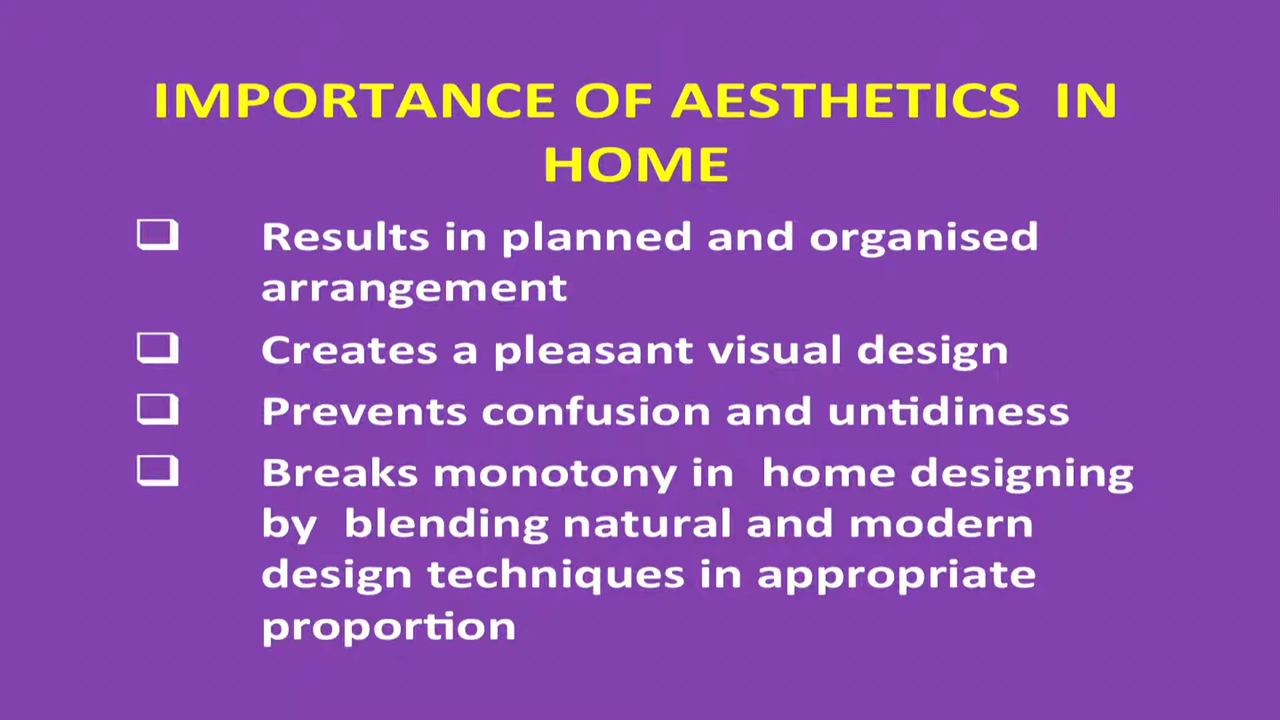 IMPORTANCE OF AESTHETICS  IN
HOME
❑ Results in planned and organised
arrangement
❑ Creates a pleasant visual design
❑ Prevents confusion and untidiness
❑ Breaks monotony in  home designing
by  blending natural and modern
design techniques in appropriate
proportion